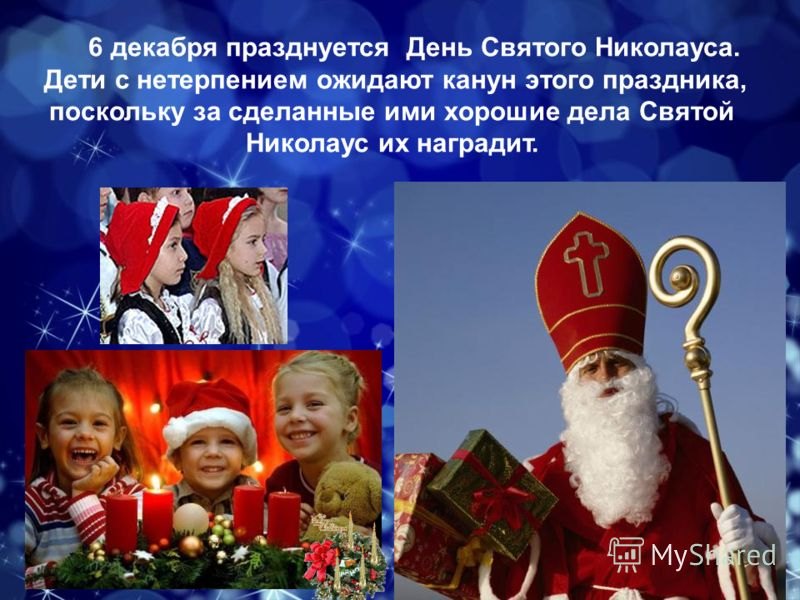 6 декабря празднуется День Святого Николауса.
Дети с нетерпением ожидают канун этого праздника,
поскольку за сделанные ими хорошие дела Святой
Николаус их наградит.
MyShared